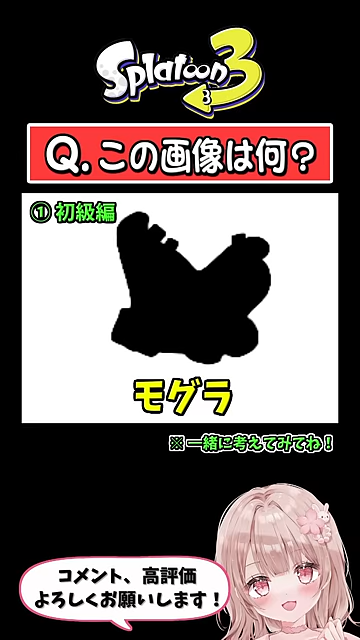 Splatoon 3
Q.この画像は何？
① 初級編
モグラ
※一緒に考えてみてね！
コメント、高評価
よろしくお願いします！